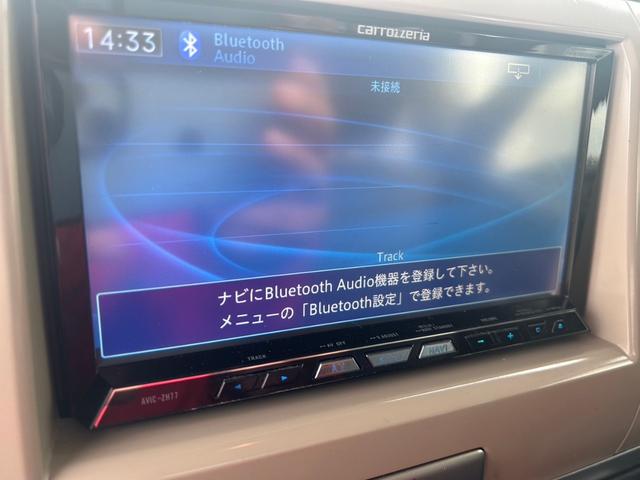 carrozzeria
14:33
Bluetooth
Audio
未接続
Track
ナビにBluetooth Audio機器を登録して下さい。
メニューの「Bluetooth設定」で登録できます。
TRACK
AV OFF
NAVI
AVIC-ZH77